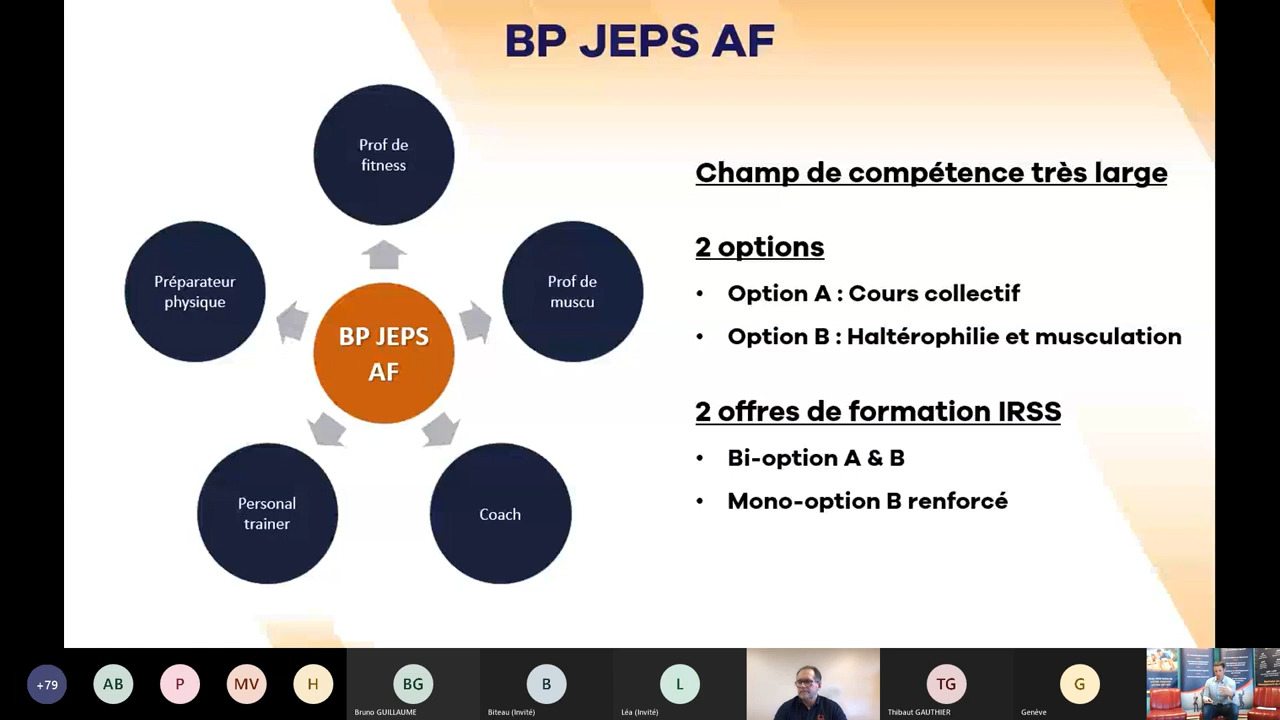 BP JEPS AF
Prof de
fitness
Préparateur
physique
Prof de
muscu
BP JEPS
AF
Personal
trainer
Coach
Champ de compétence très large
2 options
• Option A : Cours collectif
• Option B : Haltérophilie et musculation
2 offres de formation IRSS
• Bi-option A & B
• Mono-option B renforcé
+79
AB
P
MV
H
BG
B
L
TG
G
Bruno GUILLAUME
Biteau (Invité)
Léa (Invité)
Thibaut GAUTHIER
Genève